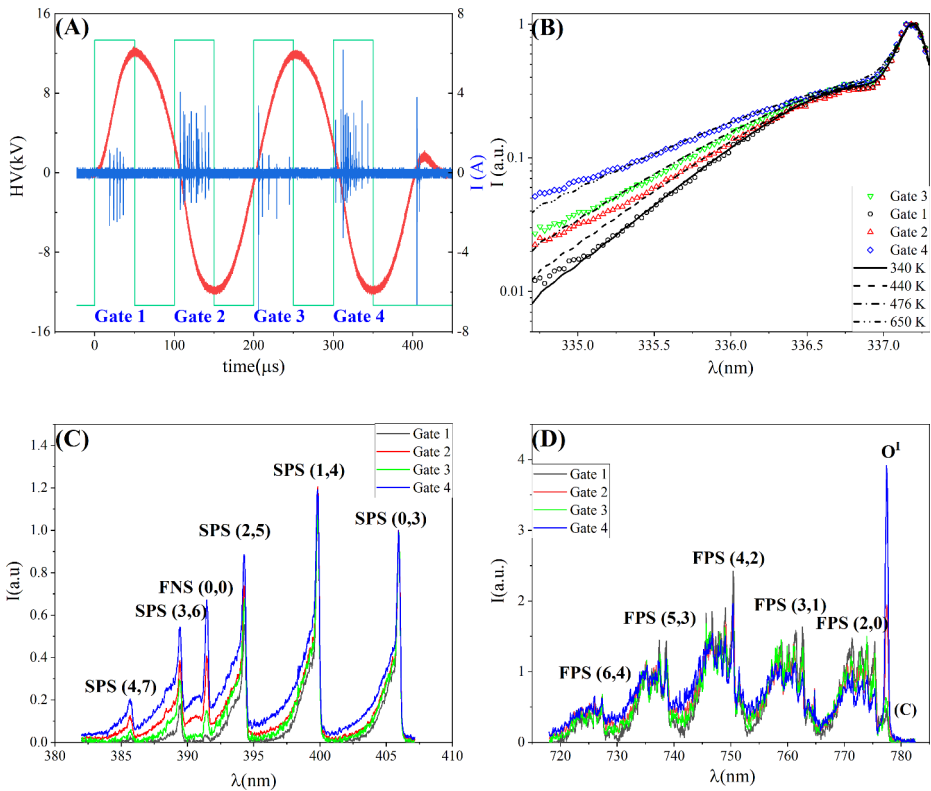 (A)
16
12
8
4
0
-8
-16
8
4
0
-4
-8
HV(kV)
I (A)
Gate 1
Gate 2
Gate 3
Gate 4
0
100
200
300
400
time(μs)
(B)
1
0.1
0.01
I (a.u.)
Gate 3
Gate 1
Gate 2
Gate 4
340 K
440 K
476 K
650 K
335.0
335.5
336.0
336.5
337.0
λ(nm)
(C)
Gate 1
Gate 2
Gate 3
Gate 4
1.4
1.2
1.0
0.8
0.6
0.4
0.2
0.0
I(a.u)
SPS (1,4)
SPS (0,3)
SPS (2,5)
FNS (0,0)
SPS (3,6)
SPS (4,7)
380
385
390
395
400
405
410
λ(nm)
(D)
O^I
Gate 1
Gate 2
Gate 3
Gate 4
4
3
2
1
0
I(a.u.)
FPS (4,2)
FPS (5,3)
FPS (3,1)
FPS (2,0)
FPS (6,4)
(C)
720
730
740
750
760
770
780
λ(nm)